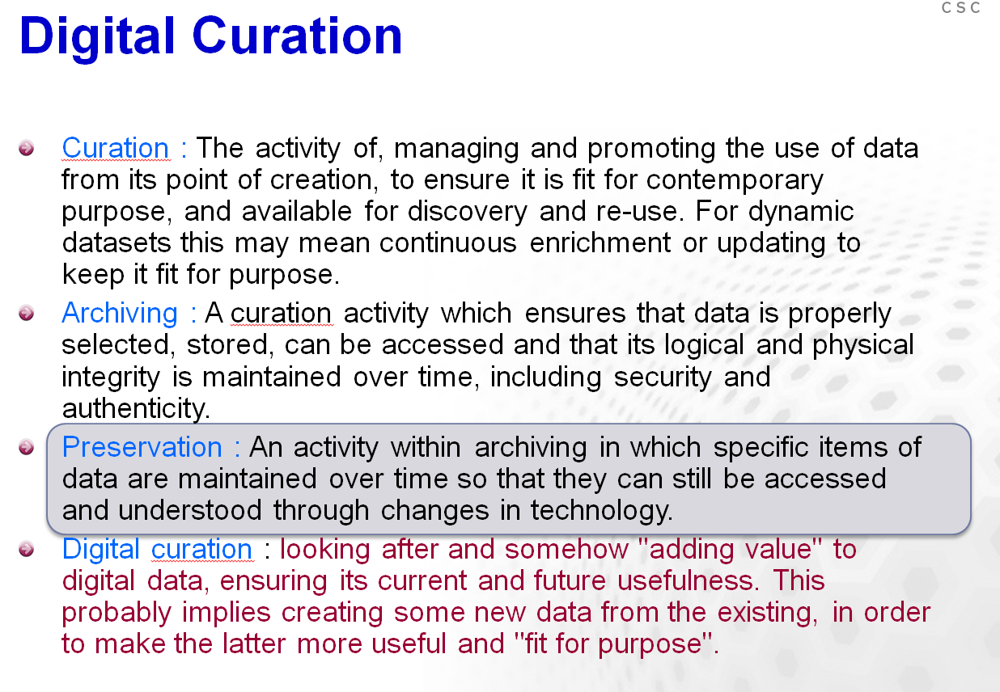 CSC
Digital Curation
Curation : The activity of, managing and promoting the use of data
from its point of creation, to ensure it is fit for contemporary
purpose, and available for discovery and re-use. For dynamic
datasets this may mean continuous enrichment or updating to
keep it fit for purpose.
Archiving : A curation activity which ensures that data is properly
selected, stored, can be accessed and that its logical and physical
integrity is maintained over time, including security and
authenticity.
Preservation : An activity within archiving in which specific items of
data are maintained over time so that they can still be accessed
and understood through changes in technology.
Digital curation : looking after and somehow "adding value" to
digital data, ensuring its current and future usefulness. This
probably implies creating some new data from the existing, in order
to make the latter more useful and "fit for purpose".